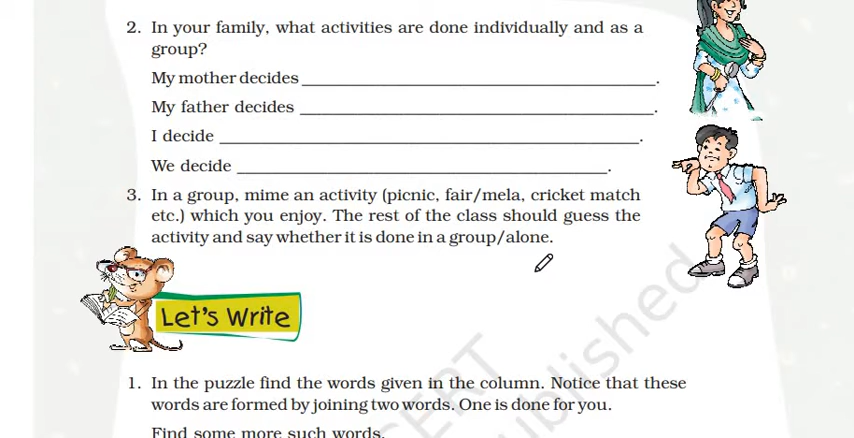 2. In your family, what activities are done individually and as a
group?
My mother decides ____________________.
My father decides ____________________.
I decide ____________________.
We decide ____________________.
3. In a group, mime an activity (picnic, fair/mela, cricket match
etc.) which you enjoy. The rest of the class should guess the
activity and say whether it is done in a group/alone.
Let's Write
1. In the puzzle find the words given in the column. Notice that these
words are formed by joining two words. One is done for you.
Find some more such words.